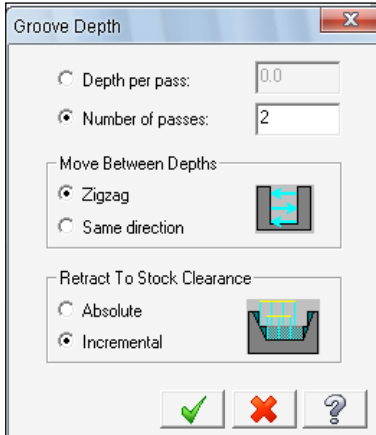 Groove Depth
Depth per pass:
0.0
Number of passes:
2
Move Between Depths
Zigzag
Same direction
Retract To Stock Clearance
Absolute
Incremental